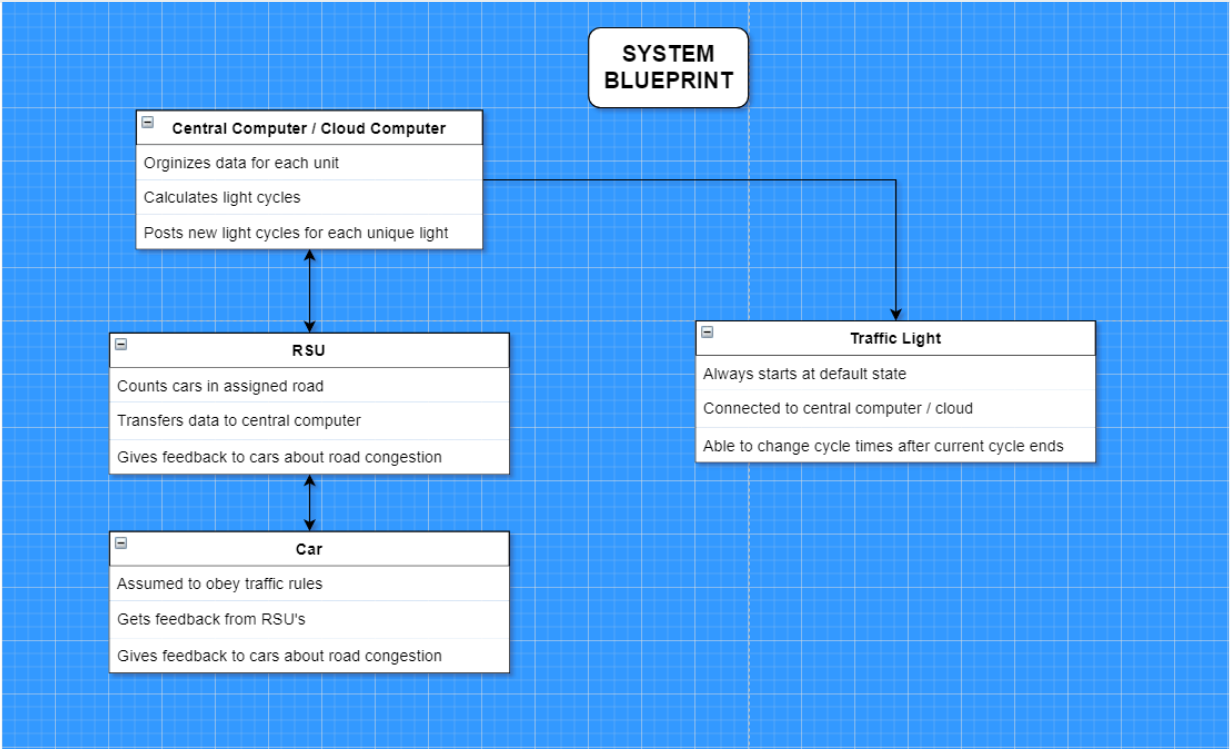 SYSTEM
BLUEPRINT
Central Computer / Cloud Computer
Orginizes data for each unit
Calculates light cycles
Posts new light cycles for each unique light
RSU
Counts cars in assigned road
Transfers data to central computer
Gives feedback to cars about road congestion
Traffic Light
Always starts at default state
Connected to central computer / cloud
Able to change cycle times after current cycle ends
Car
Assumed to obey traffic rules
Gets feedback from RSU's
Gives feedback to cars about road congestion